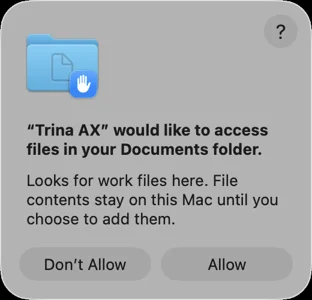 ?
“Trina AX” would like to access
files in your Documents folder.
Looks for work files here. File
contents stay on this Mac until you
choose to add them.
Don’t Allow
Allow